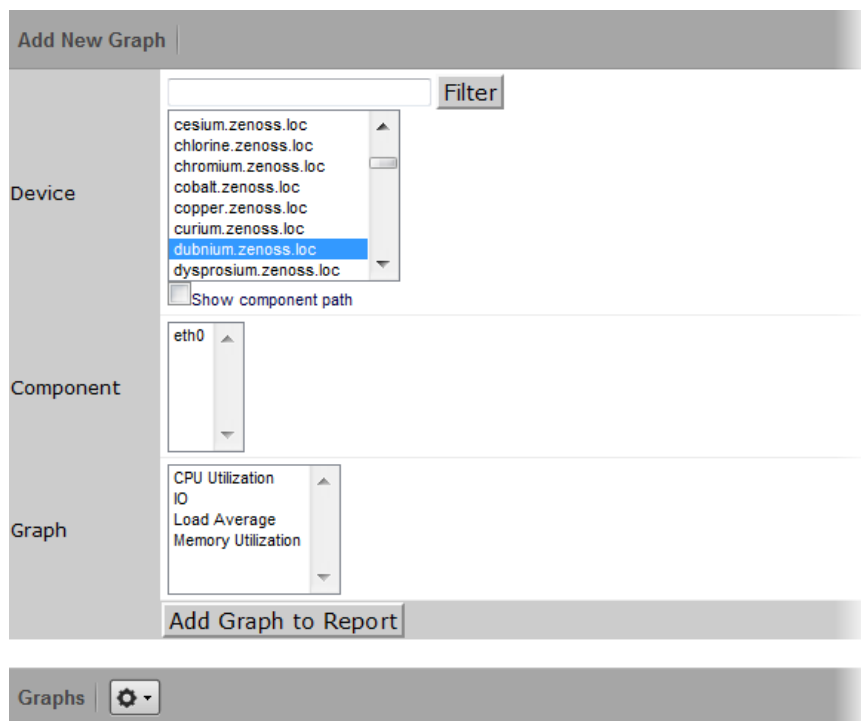 Add New Graph
Filter
Device
cesium.zenoss.loc
chlorine.zenoss.loc
chromium.zenoss.loc
cobalt.zenoss.loc
copper.zenoss.loc
curium.zenoss.loc
dubnium.zenoss.loc
dysprosium.zenoss.loc
Show component path
Component
eth0
Graph
CPU Utilization
IO
Load Average
Memory Utilization
Add Graph to Report
Graphs